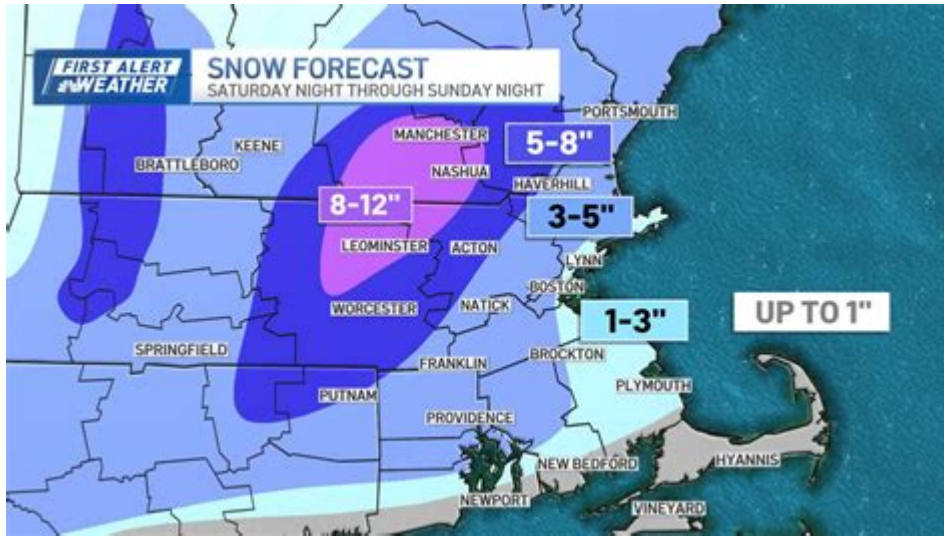 FIRST ALERT
WEATHER
SNOW FORECAST
SATURDAY NIGHT THROUGH SUNDAY NIGHT
PORTSMOUTH
MANCHESTER
5-8"
KEENE
BRATTLEBORO
NASHUA
HAVERHILL
8-12"
3-5"
LEOMINSTER
ACTON
LYNN
BOSTON
WORCESTER
NATICK
1-3"
UP TO 1"
SPRINGFIELD
FRANKLIN
BROCKTON
PUTNAM
PLYMOUTH
PROVIDENCE
NEW BEDFORD
HYANNIS
NEWPORT
VINEYARD